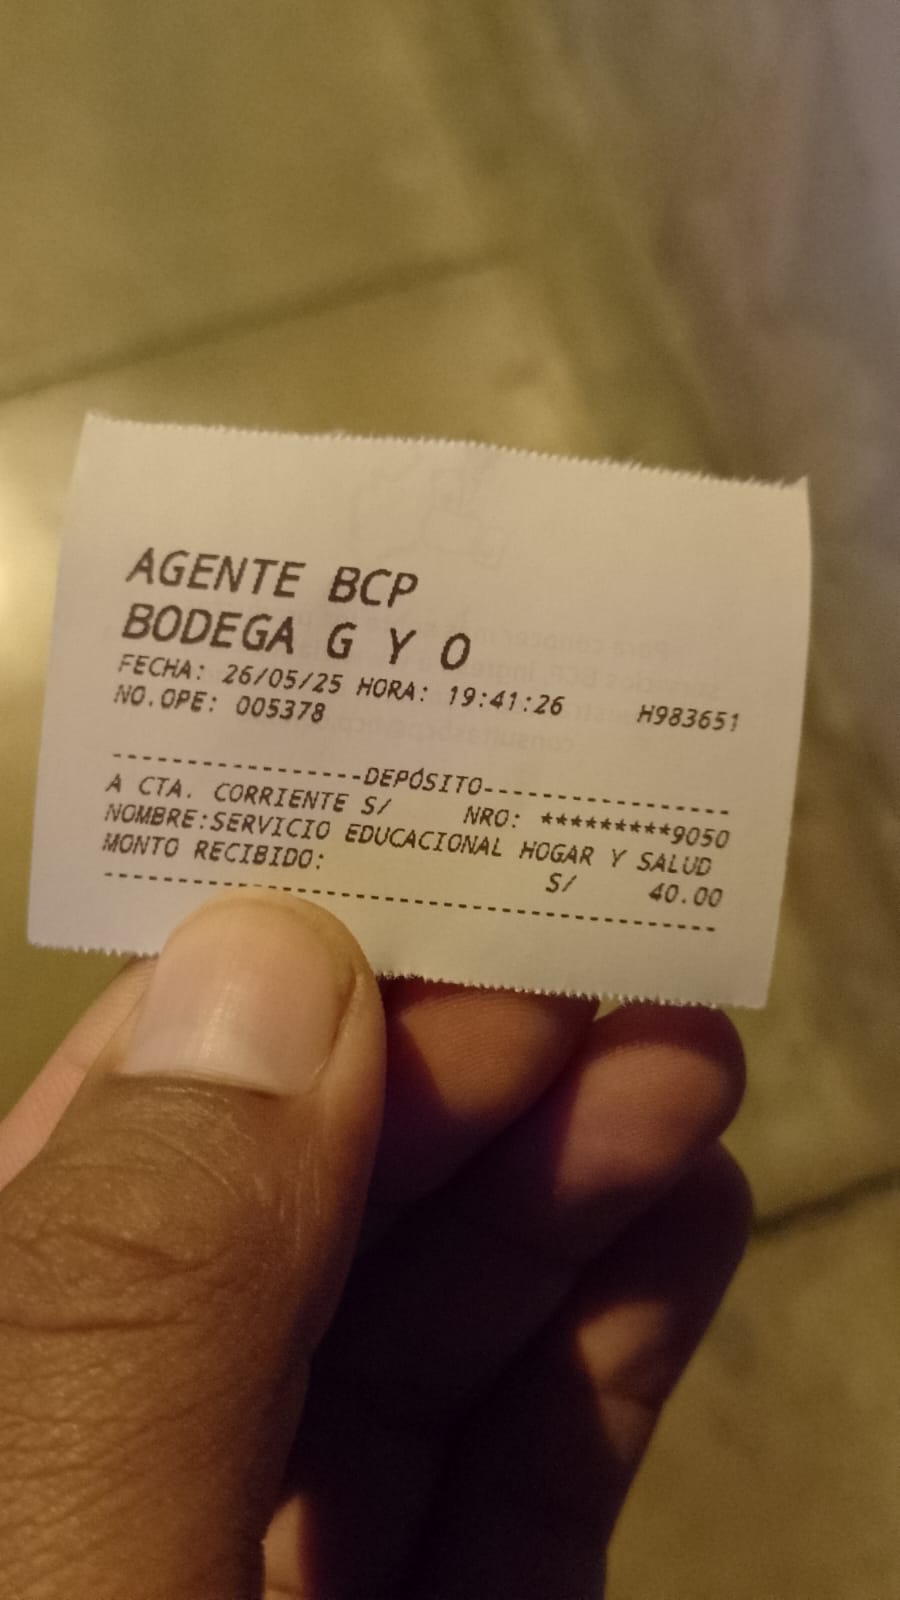 AGENTE BCP
BODEGA G Y O
FECHA: 26/05/25 HORA: 19:41:26 H983651
NO.OPE: 005378
-----------------DEPÓSITO-----------------
A CTA. CORRIENTE S/ NRO: *********9050
NOMBRE:SERVICIO EDUCACIONAL HOGAR Y SALUD
MONTO RECIBIDO: S/ 40.00
------------------------------------------